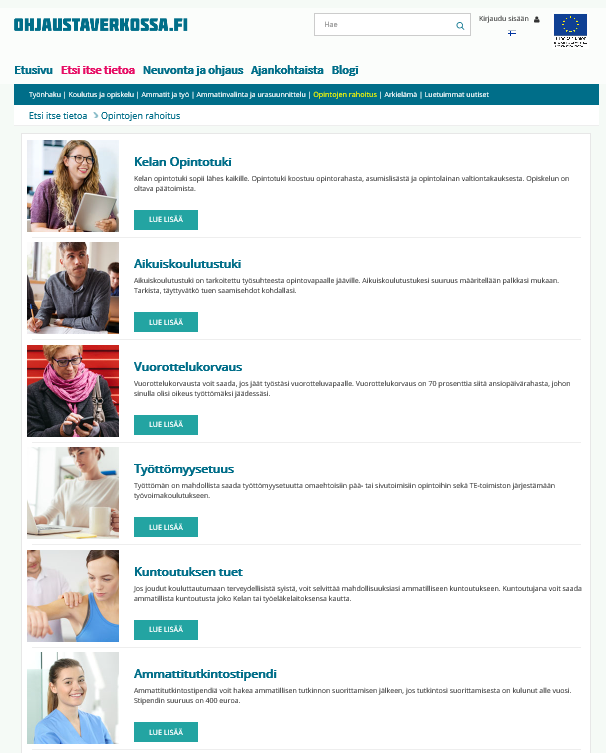 OHJAUSTAVERKOSSA.FI
Hae
Kirjaudu sisään
Etusivu Etsi itse tietoa Neuvonta ja ohjaus Ajankohtaista Blogi
Työnhaku | Koulutus ja opiskelu | Ammatit ja työ | Ammatinvalinta ja urasuunnittelu | Opintojen rahoitus | Arkielämä | Luetuimmat uutiset
Etsi itse tietoa > Opintojen rahoitus
Kelan Opintotuki
Kelan opintotuki sopii lähes kaikille. Opintotuki koostuu opintorahasta, asumislisästä ja opintolainan valtiontakauksesta. Opiskelun on
oltava päätoimista.
LUE LISÄÄ
Aikuiskoulutustuki
Aikuiskoulutustuki on tarkoitettu työsuhteesta opintovapaalle jääville. Aikuiskoulutustukesi suuruus määritellään palkkasi mukaan.
Tarkista, täyttyvätkö tuen saamisehdot kohdallasi.
LUE LISÄÄ
Vuorottelukorvaus
Vuorottelukorvausta voit saada, jos jäät työstäsi vuorotteluvapaalle. Vuorottelukorvaus on 70 prosenttia siitä ansiopäivärahasta, johon
sinulla olisi oikeus työttömäksi jäädessäsi.
LUE LISÄÄ
Työttömyysetuus
Työttömän on mahdollista saada työttömyysetuutta omaehtoisiin pää- tai sivutoimisiin opintoihin sekä TE-toimiston järjestämään
työvoimakoulutukseen.
LUE LISÄÄ
Kuntoutuksen tuet
Jos joudut kouluttautumaan terveydellisistä syistä, voit selvittää mahdollisuuksiasi ammatilliseen kuntoutukseen. Kuntoutujana voit saada
ammatillista kuntoutusta joko Kelan tai työeläkelaitoksensa kautta.
LUE LISÄÄ
Ammattitutkintostipendi
Ammattitutkintostipendiä voit hakea ammatillisen tutkinnon suorittamisen jälkeen, jos tutkintosi suorittamisesta on kulunut alle vuosi.
Stipendin suuruus on 400 euroa.
LUE LISÄÄ